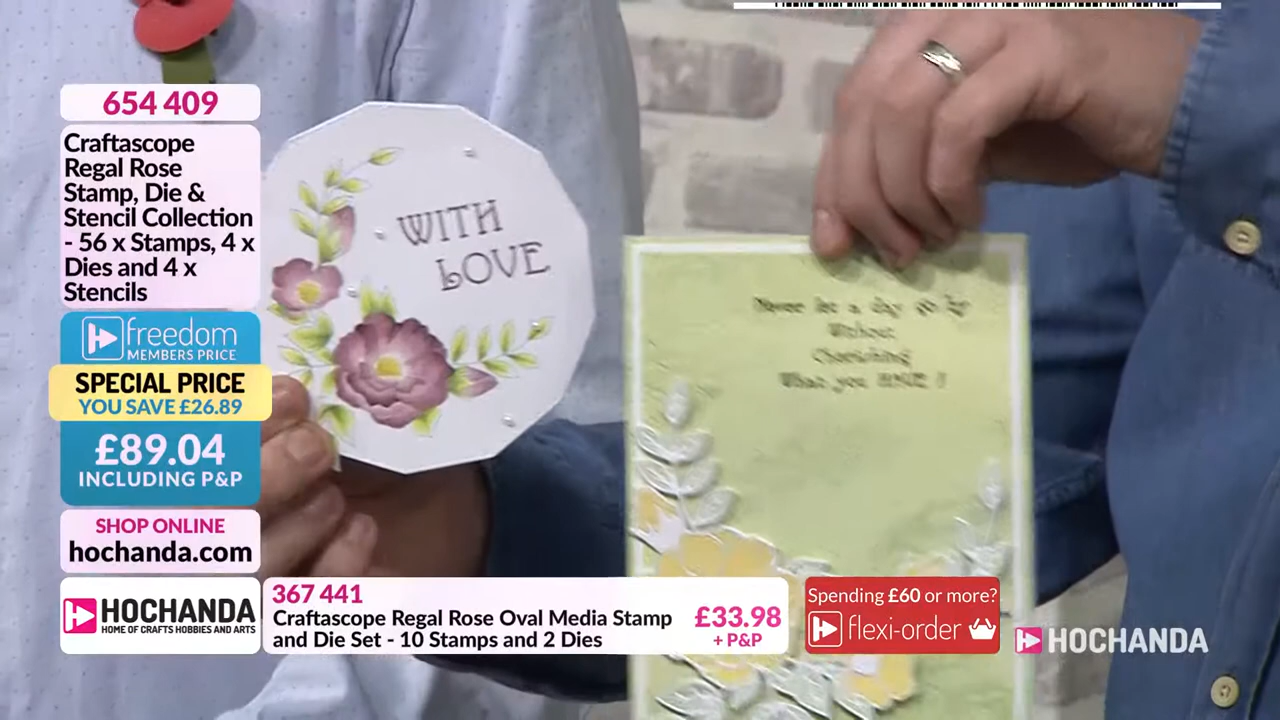 654 409
Craftascope
Regal Rose
Stamp, Die &
Stencil Collection
- 56 x Stamps, 4 x
Dies and 4 x
Stencils
freedom
MEMBERS PRICE
SPECIAL PRICE
YOU SAVE £26.89
£89.04
INCLUDING P&P
SHOP ONLINE
hochanda.com
HOCHANDA
HOME OF CRAFTS HOBBIES AND ARTS
WITH
LOVE
Never let a day go by
Without
Cherishing
What you HAVE !
367 441
Craftascope Regal Rose Oval Media Stamp
and Die Set - 10 Stamps and 2 Dies
£33.98
+ P&P
Spending £60 or more?
flexi-order
HOCHANDA